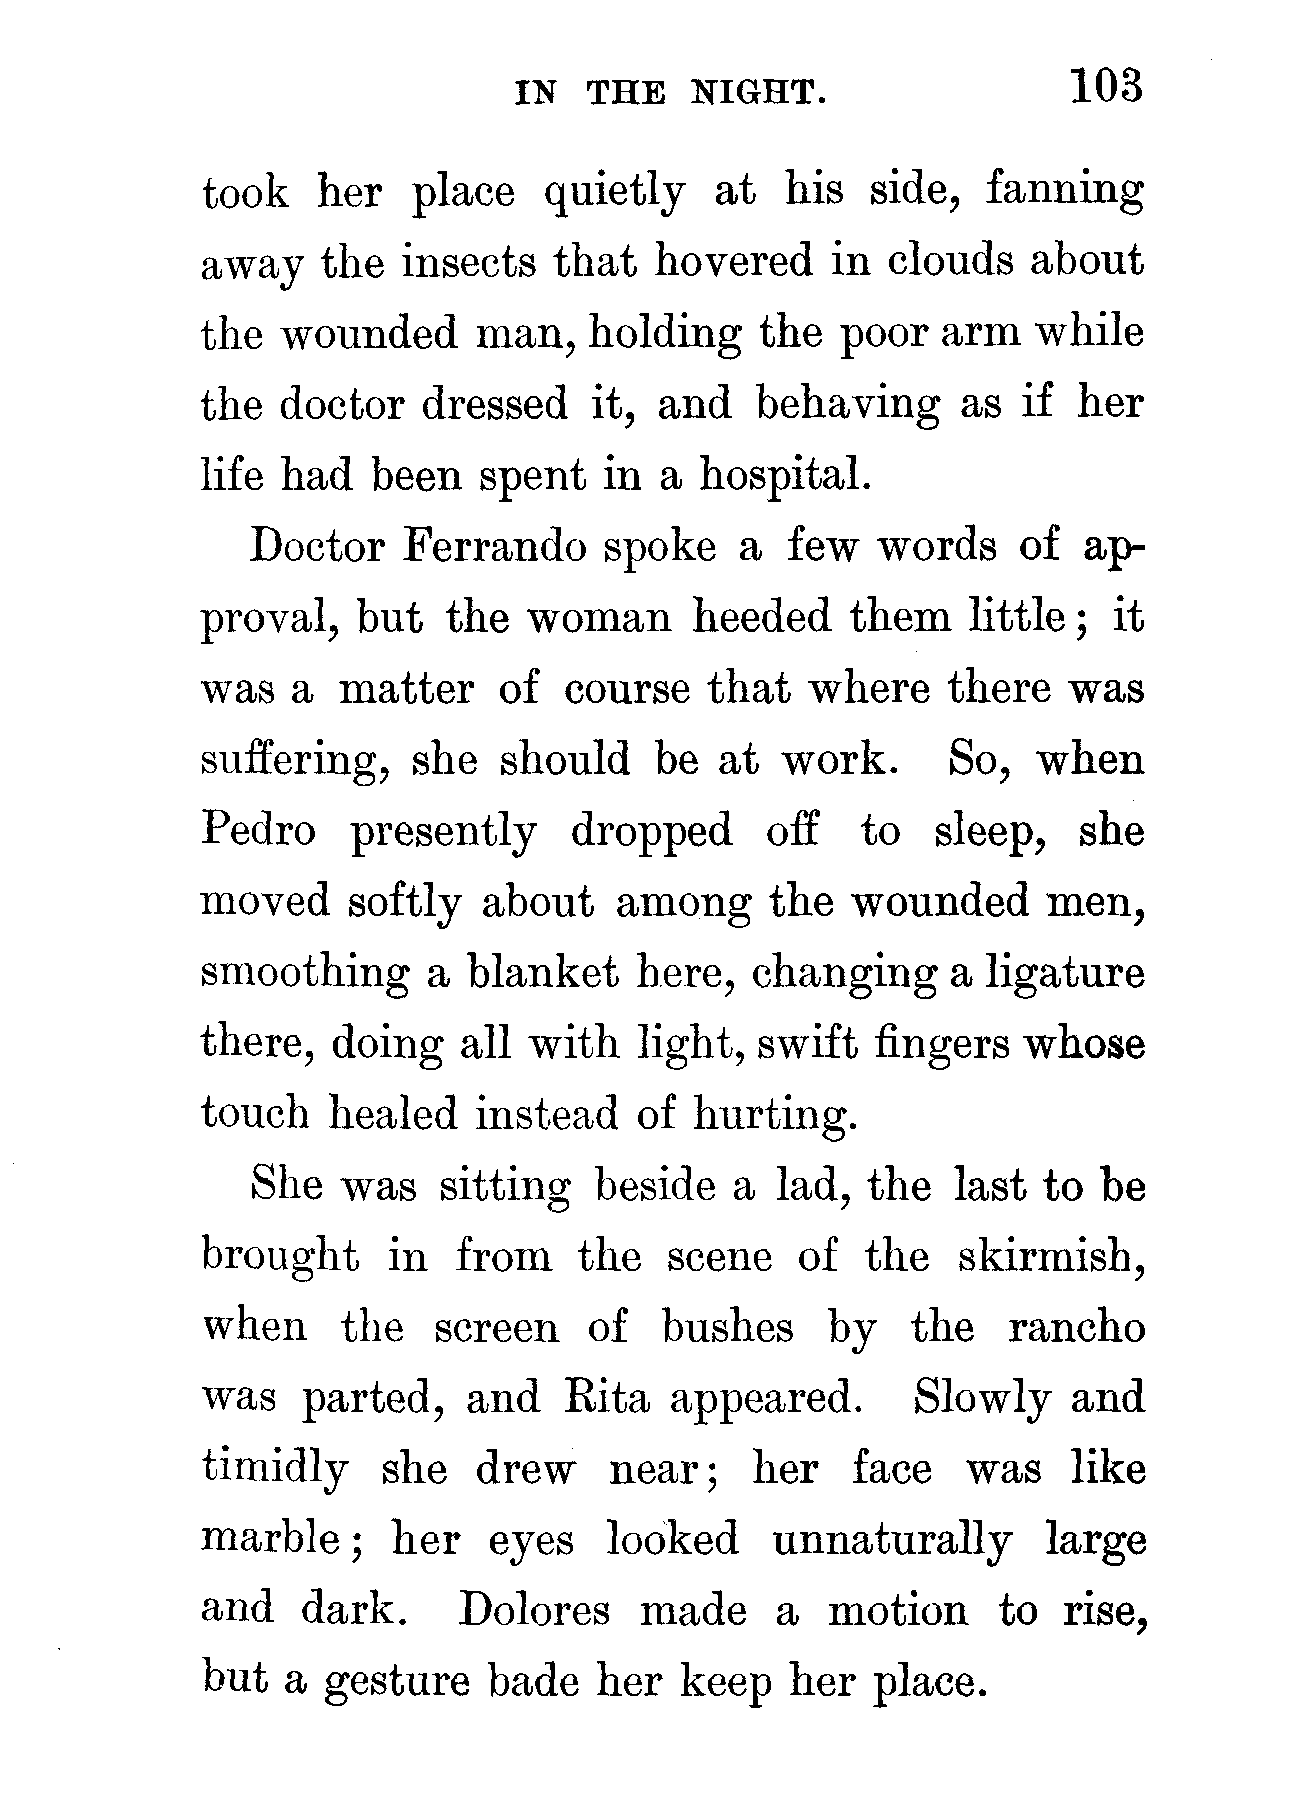 IN THE NIGHT. 103
took her place quietly at his side, fanning
away the insects that hovered in clouds about
the wounded man, holding the poor arm while
the doctor dressed it, and behaving as if her
life had been spent in a hospital.
Doctor Ferrando spoke a few words of ap-
proval, but the woman heeded them little; it
was a matter of course that where there was
suffering, she should be at work. So, when
Pedro presently dropped off to sleep, she
moved softly about among the wounded men,
smoothing a blanket here, changing a ligature
there, doing all with light, swift fingers whose
touch healed instead of hurting.
She was sitting beside a lad, the last to be
brought in from the scene of the skirmish,
when the screen of bushes by the rancho
was parted, and Rita appeared. Slowly and
timidly she drew near; her face was like
marble; her eyes looked unnaturally large
and dark. Dolores made a motion to rise,
but a gesture bade her keep her place.